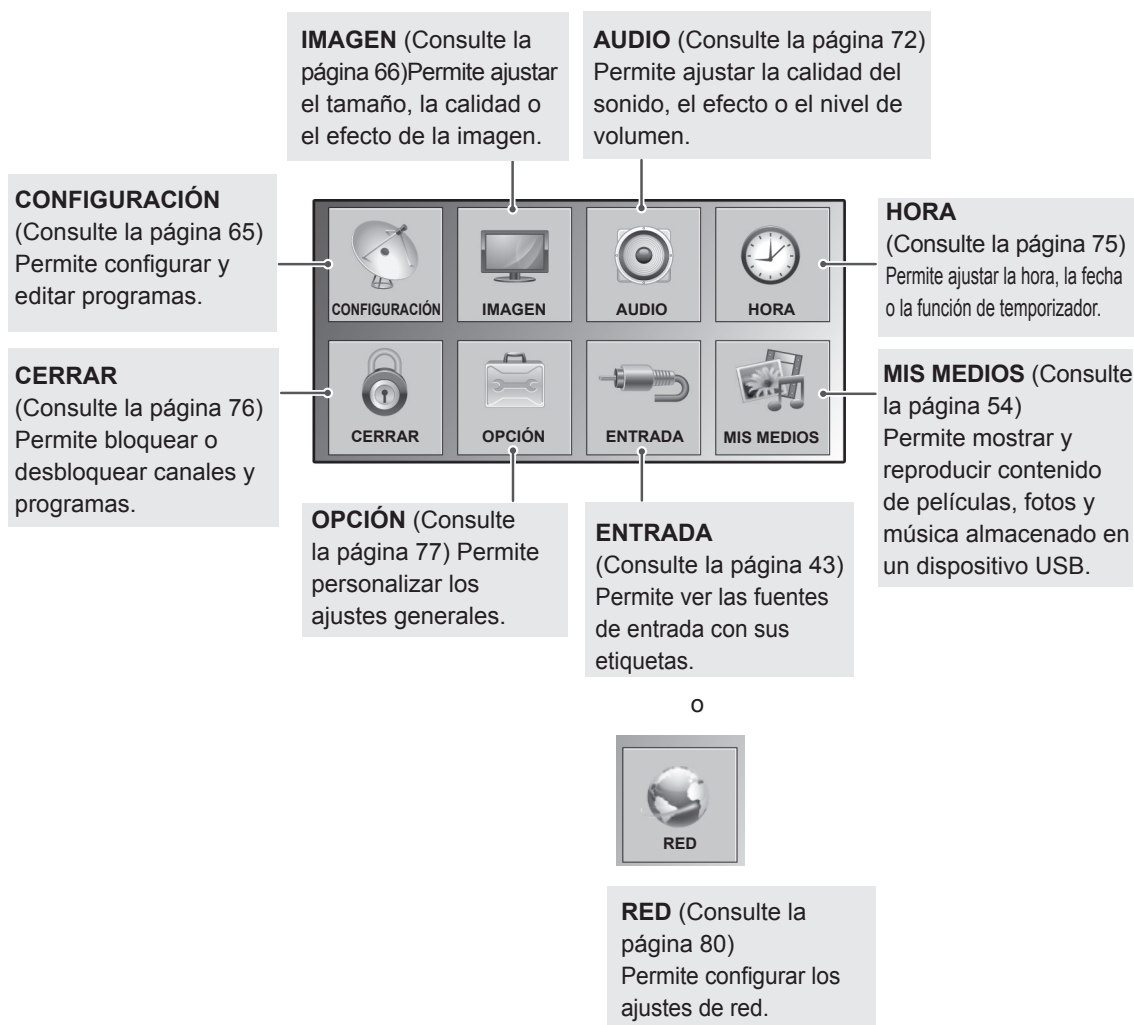 IMAGEN (Consulte la
página 66)Permite ajustar
el tamaño, la calidad o
el efecto de la imagen.
AUDIO (Consulte la página 72)
Permite ajustar la calidad del
sonido, el efecto o el nivel de
volumen.
CONFIGURACIÓN
(Consulte la página 65)
Permite configurar y
editar programas.
CONFIGURACIÓN
IMAGEN
AUDIO
HORA
HORA
(Consulte la página 75)
Permite ajustar la hora, la fecha
o la función de temporizador.
CERRAR
(Consulte la página 76)
Permite bloquear o
desbloquear canales y
programas.
CERRAR
OPCIÓN
ENTRADA
MIS MEDIOS
MIS MEDIOS (Consulte
la página 54)
Permite mostrar y
reproducir contenido
de películas, fotos y
música almacenado en
un dispositivo USB.
OPCIÓN (Consulte
la página 77) Permite
personalizar los
ajustes generales.
ENTRADA
(Consulte la página 43)
Permite ver las fuentes
de entrada con sus
etiquetas.
o
RED
RED (Consulte la
página 80)
Permite configurar los
ajustes de red.